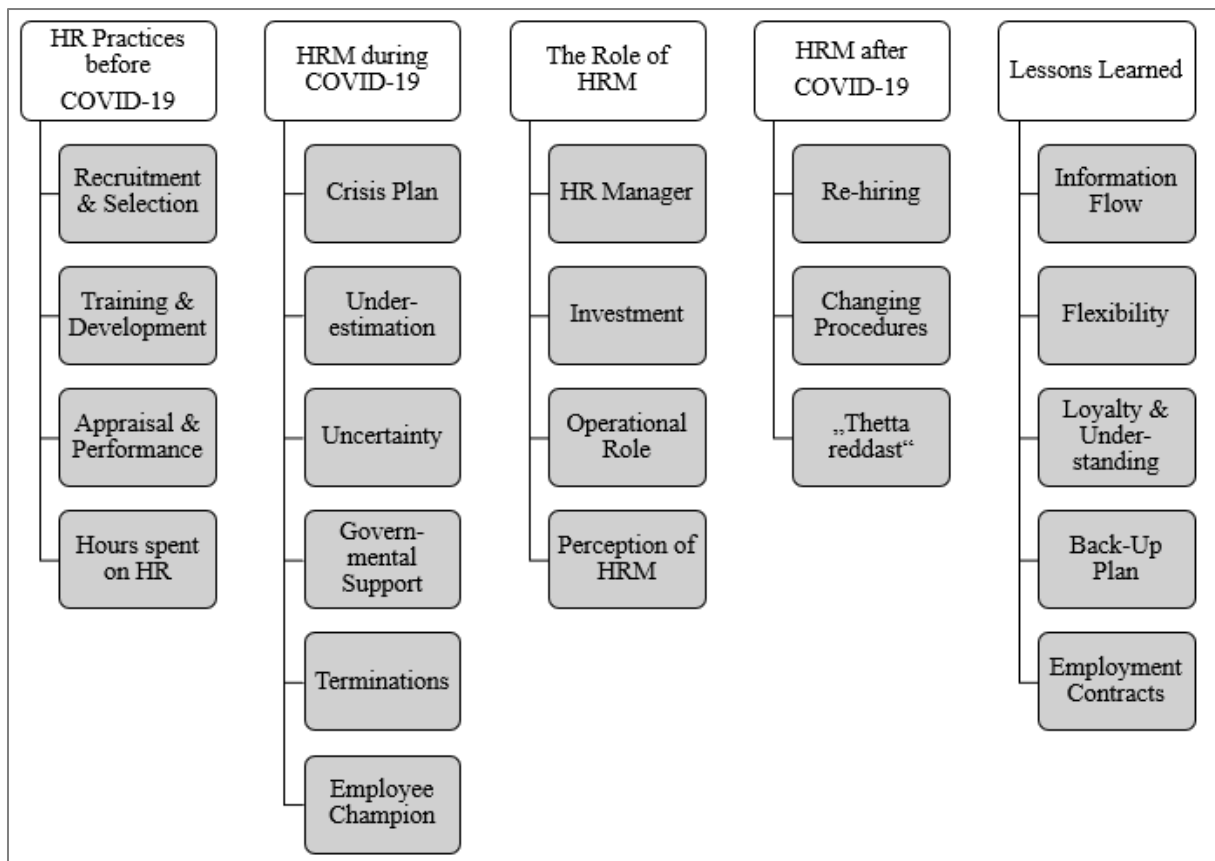 HR Practices
before
COVID-19
Recruitment
& Selection
Training &
Development
Appraisal &
Performance
Hours spent
on HR
HRM during
COVID-19
Crisis Plan
Under-
estimation
Uncertainty
Govern-
mental
Support
Terminations
Employee
Champion
The Role of
HRM
HR Manager
Investment
Operational
Role
Perception of
HRM
HRM after
COVID-19
Re-hiring
Changing
Procedures
„Thetta
reddast“
Lessons Learned
Information
Flow
Flexibility
Loyalty &
Under-
standing
Back-Up
Plan
Employment
Contracts